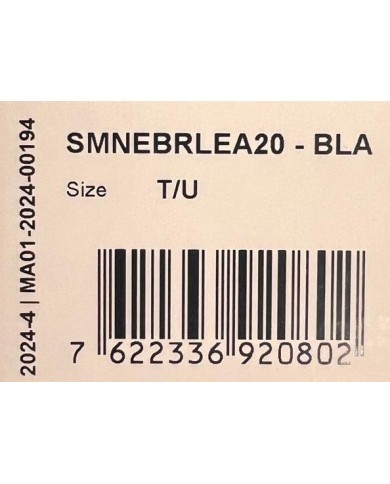 SMNEBRLEA20 - BLA
Size T/U
7 622336 920802
2024-4 | MA01-2024-00194